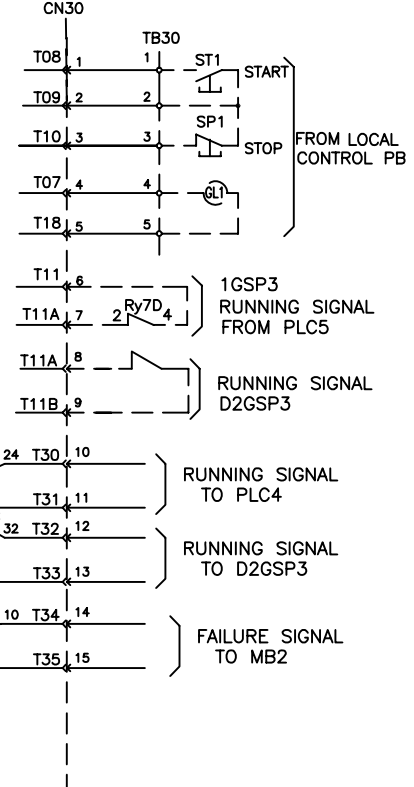 CN30
TB30
T08 1 1 ST1 START
T09 2 2
SP1
T10 3 3 STOP
FROM LOCAL
CONTROL PB
T07 4 4 GL1
T18 5 5
T11 6
1GSP3
T11A 7 2 Ry7D 4
RUNNING SIGNAL
FROM PLC5
T11A 8
RUNNING SIGNAL
D2GSP3
T11B 9
24 T30 10
RUNNING SIGNAL
TO PLC4
T31 11
32 T32 12
RUNNING SIGNAL
TO D2GSP3
T33 13
10 T34 14
FAILURE SIGNAL
TO MB2
T35 15